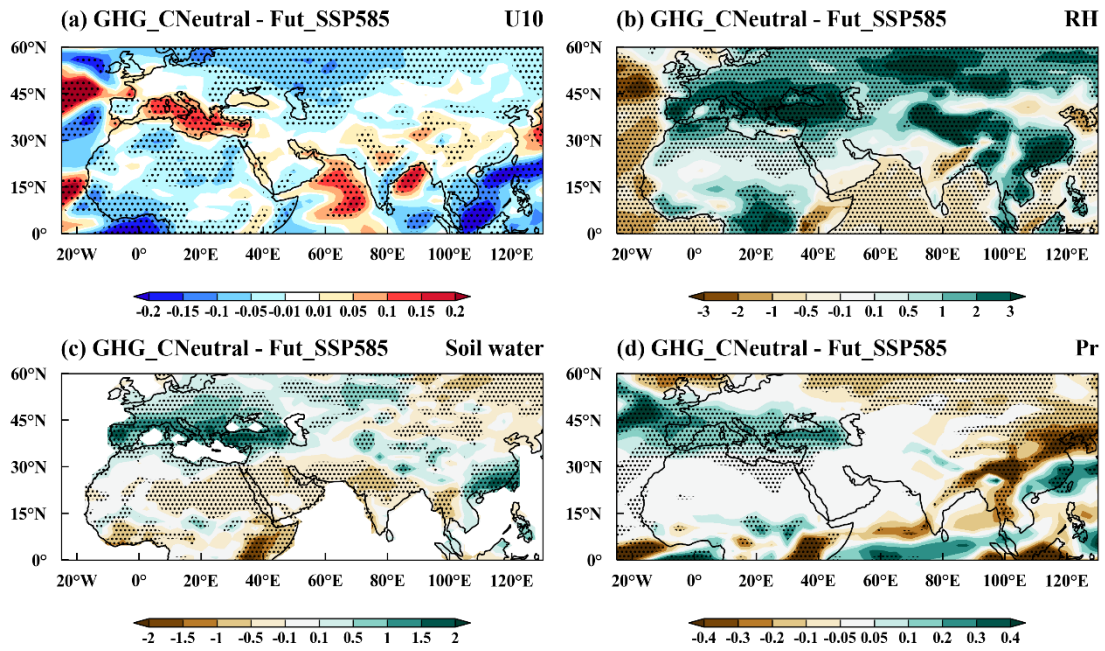 (a) GHG_CNeutral - Fut_SSP585 U10
60°N
45°N
30°N
15°N
0°
20°W 0° 20°E 40°E 60°E 80°E 100°E 120°E
-0.2 -0.15 -0.1 -0.05 -0.01 0.01 0.05 0.1 0.15 0.2
(b) GHG_CNeutral - Fut_SSP585 RH
60°N
45°N
30°N
15°N
0°
20°W 0° 20°E 40°E 60°E 80°E 100°E 120°E
-3 -2 -1 -0.5 -0.1 0.1 0.5 1 2 3
(c) GHG_CNeutral - Fut_SSP585 Soil water
60°N
45°N
30°N
15°N
0°
20°W 0° 20°E 40°E 60°E 80°E 100°E 120°E
-2 -1.5 -1 -0.5 -0.1 0.1 0.5 1 1.5 2
(d) GHG_CNeutral - Fut_SSP585 Pr
60°N
45°N
30°N
15°N
0°
20°W 0° 20°E 40°E 60°E 80°E 100°E 120°E
-0.4 -0.3 -0.2 -0.1 -0.05 0.05 0.1 0.2 0.3 0.4